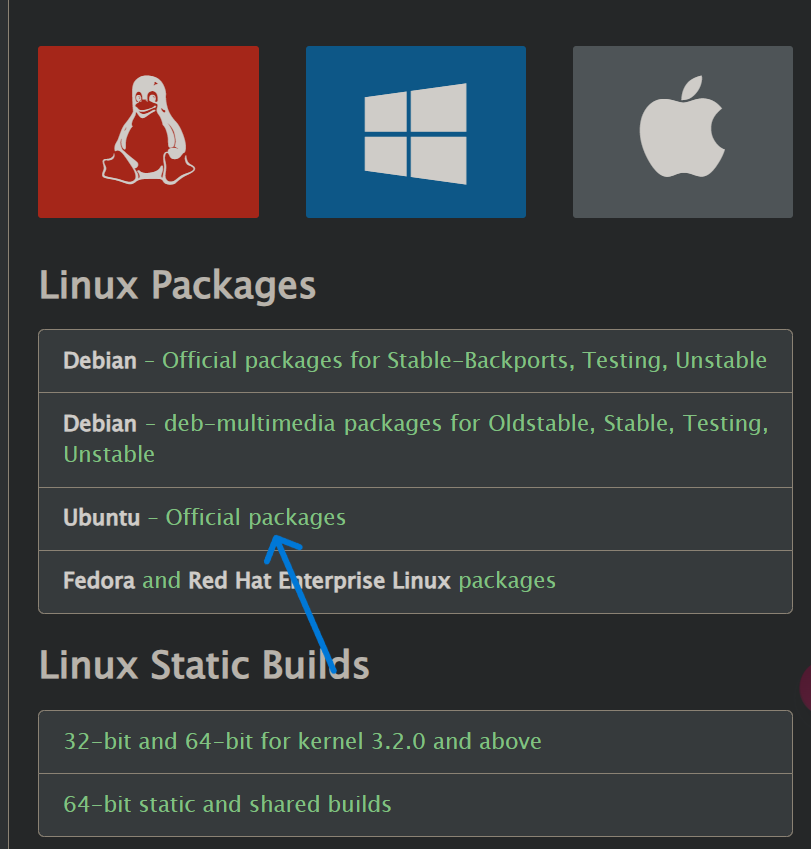 Linux Packages
Debian – Official packages for Stable-Backports, Testing, Unstable
Debian – deb-multimedia packages for Oldstable, Stable, Testing,
Unstable
Ubuntu – Official packages
Fedora and Red Hat Enterprise Linux packages
Linux Static Builds
32-bit and 64-bit for kernel 3.2.0 and above
64-bit static and shared builds